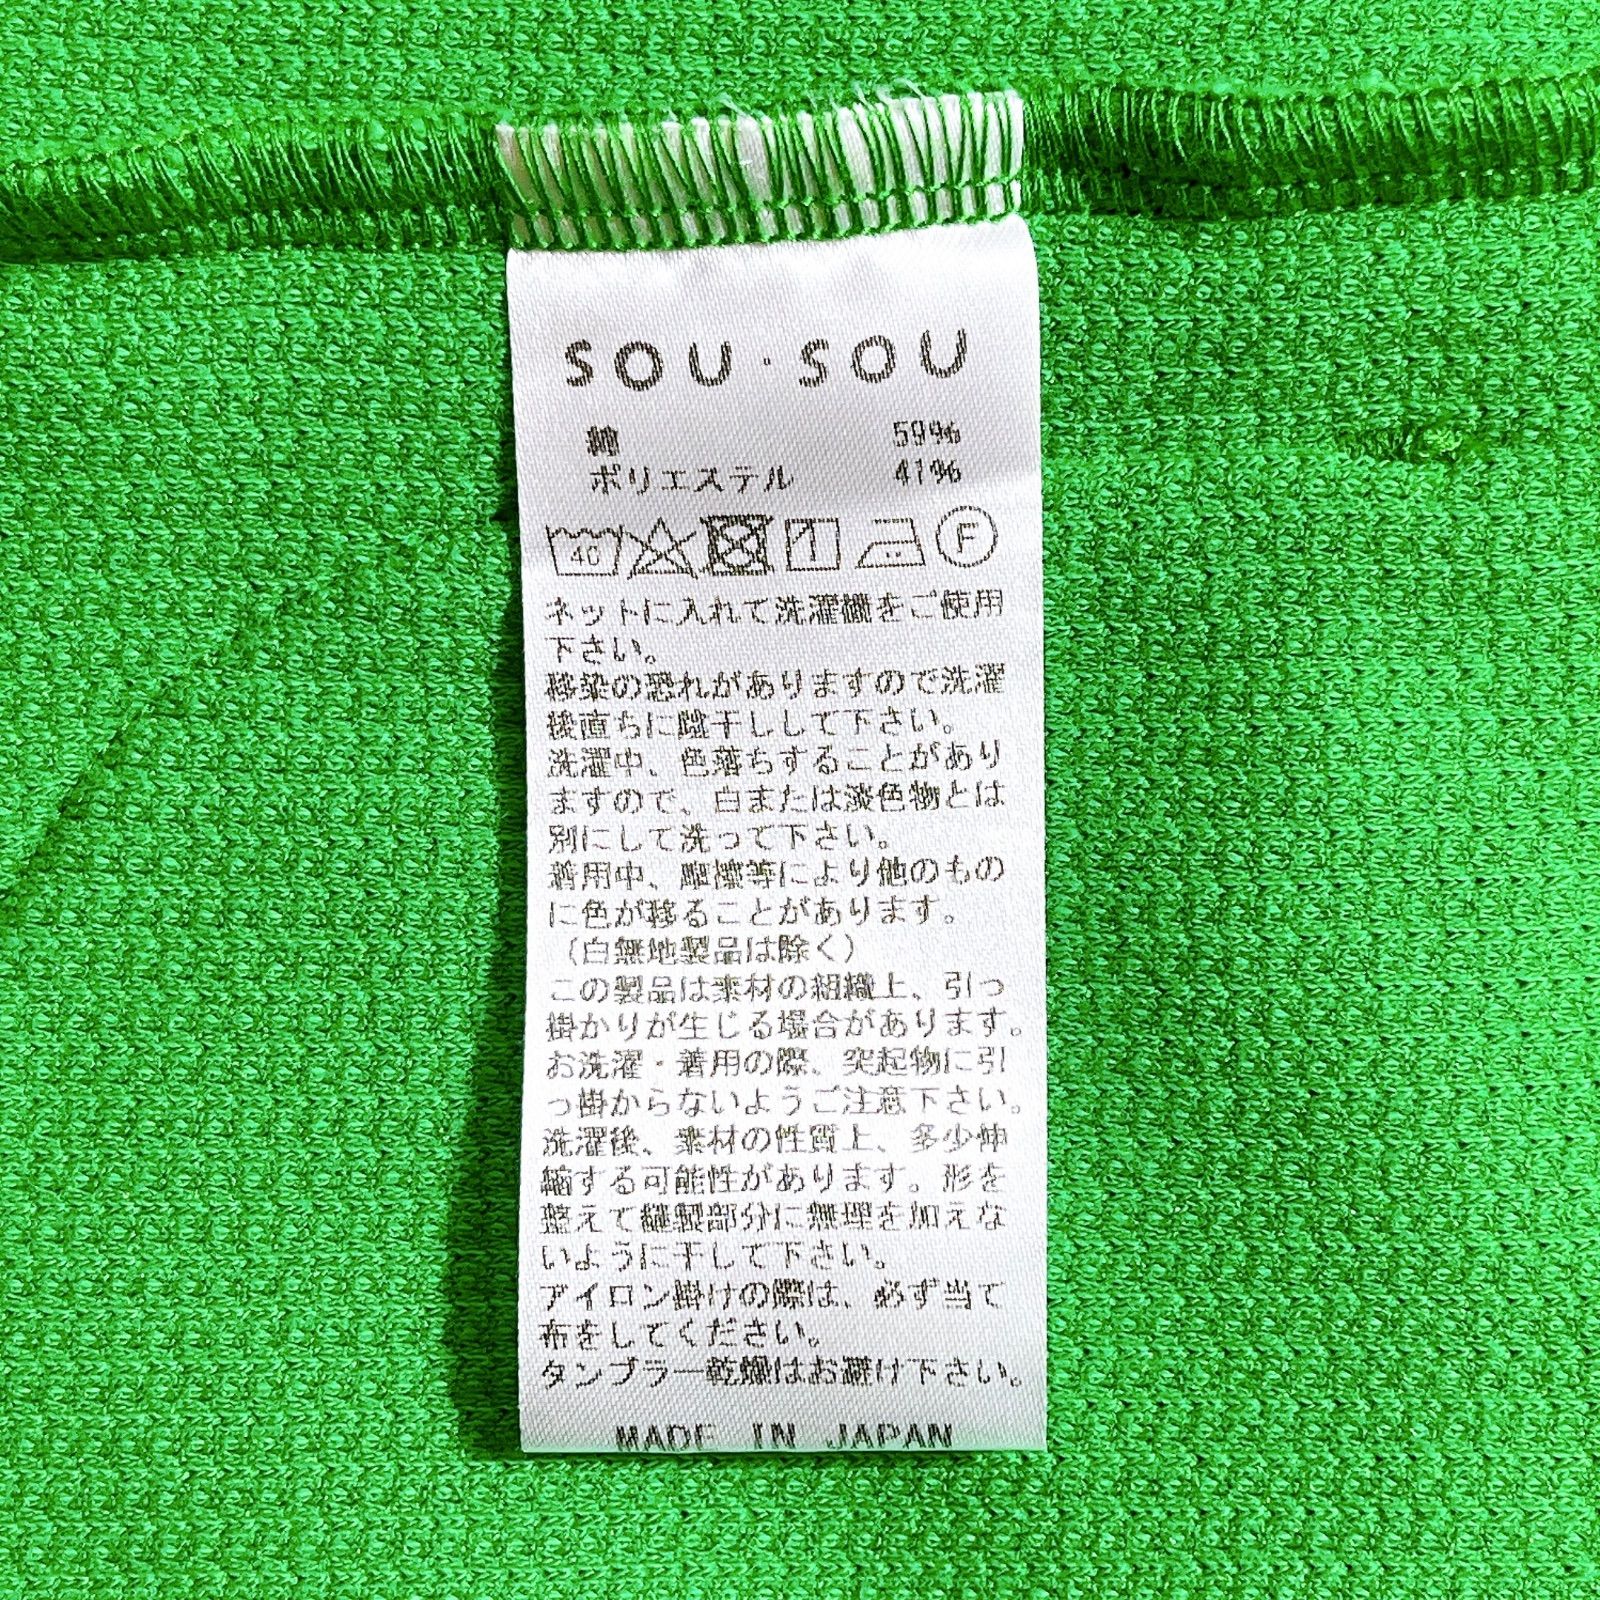 SOU・SOU
綿 59%
ポリエステル 41%
40 F
ネットに入れて洗濯機をご使用
下さい。
移染の恐れがありますので洗濯
後直ちに陰干しして下さい。
洗濯中、色落ちすることがあり
ますので、白または淡色物とは
別にして洗って下さい。
着用中、摩擦等により他のもの
に色が移ることがあります。
(白無地製品は除く)
この製品は素材の組織上、引っ
掛かりが生じる場合があります。
お洗濯・着用の際、突起物に引
っ掛からないようご注意下さい。
洗濯後、素材の性質上、多少伸
縮する可能性があります。形を
整えて縫製部分に無理を加えな
いように干して下さい。
アイロン掛けの際は、必ず当て
布をしてください。
タンブラー乾燥はお避け下さい。
MADE IN JAPAN